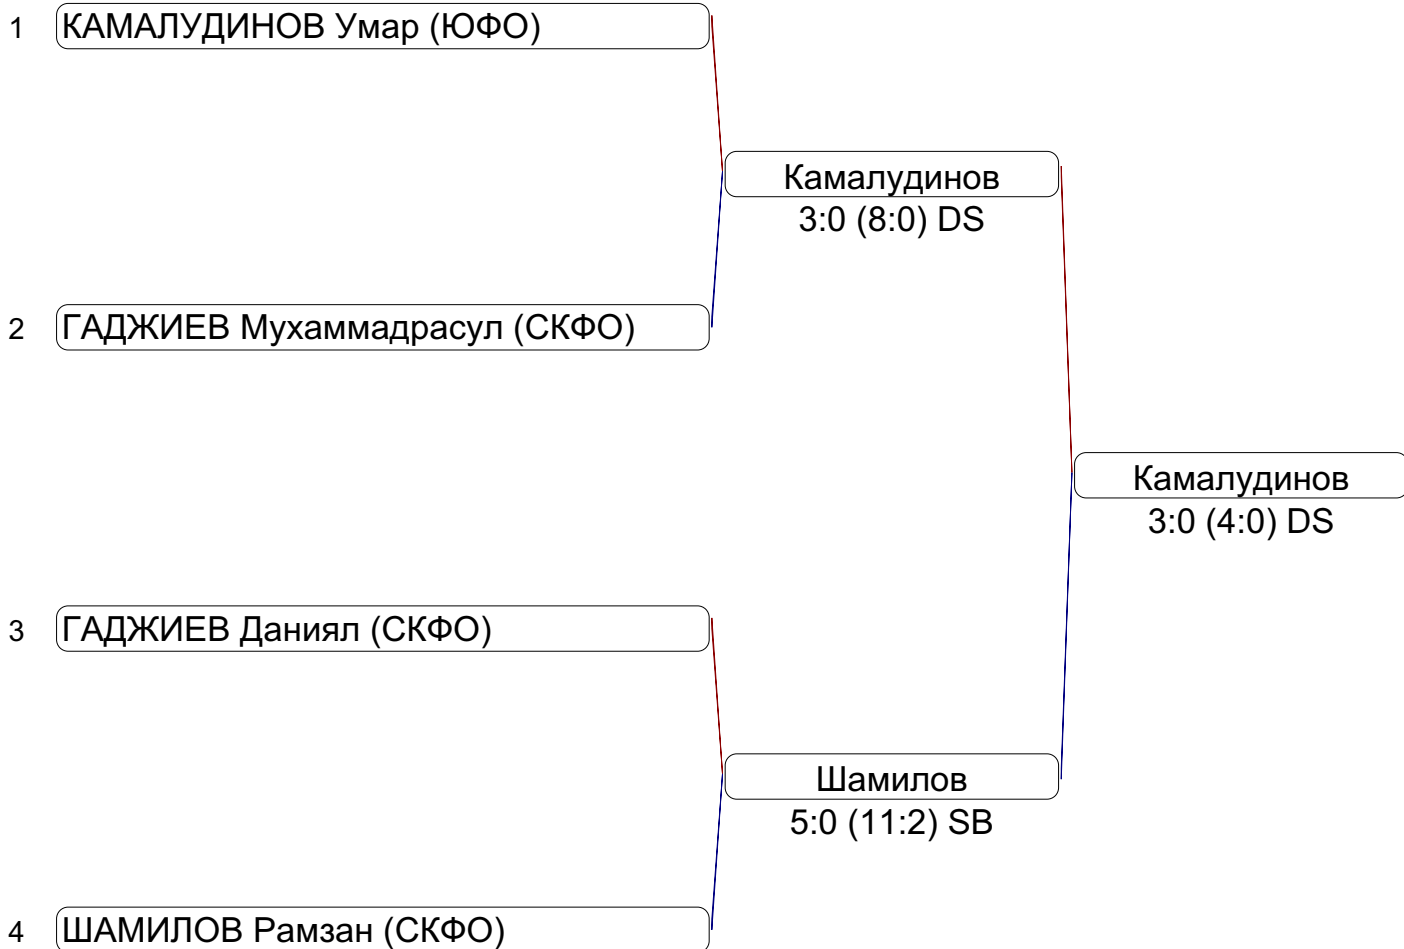 1 КАМАЛУДИНОВ Умар (ЮФО)
Камалудинов
3:0 (8:0) DS
2 ГАДЖИЕВ Мухаммадрасул (СКФО)
Камалудинов
3:0 (4:0) DS
3 ГАДЖИЕВ Даниял (СКФО)
Шамилов
5:0 (11:2) SB
4 ШАМИЛОВ Рамзан (СКФО)